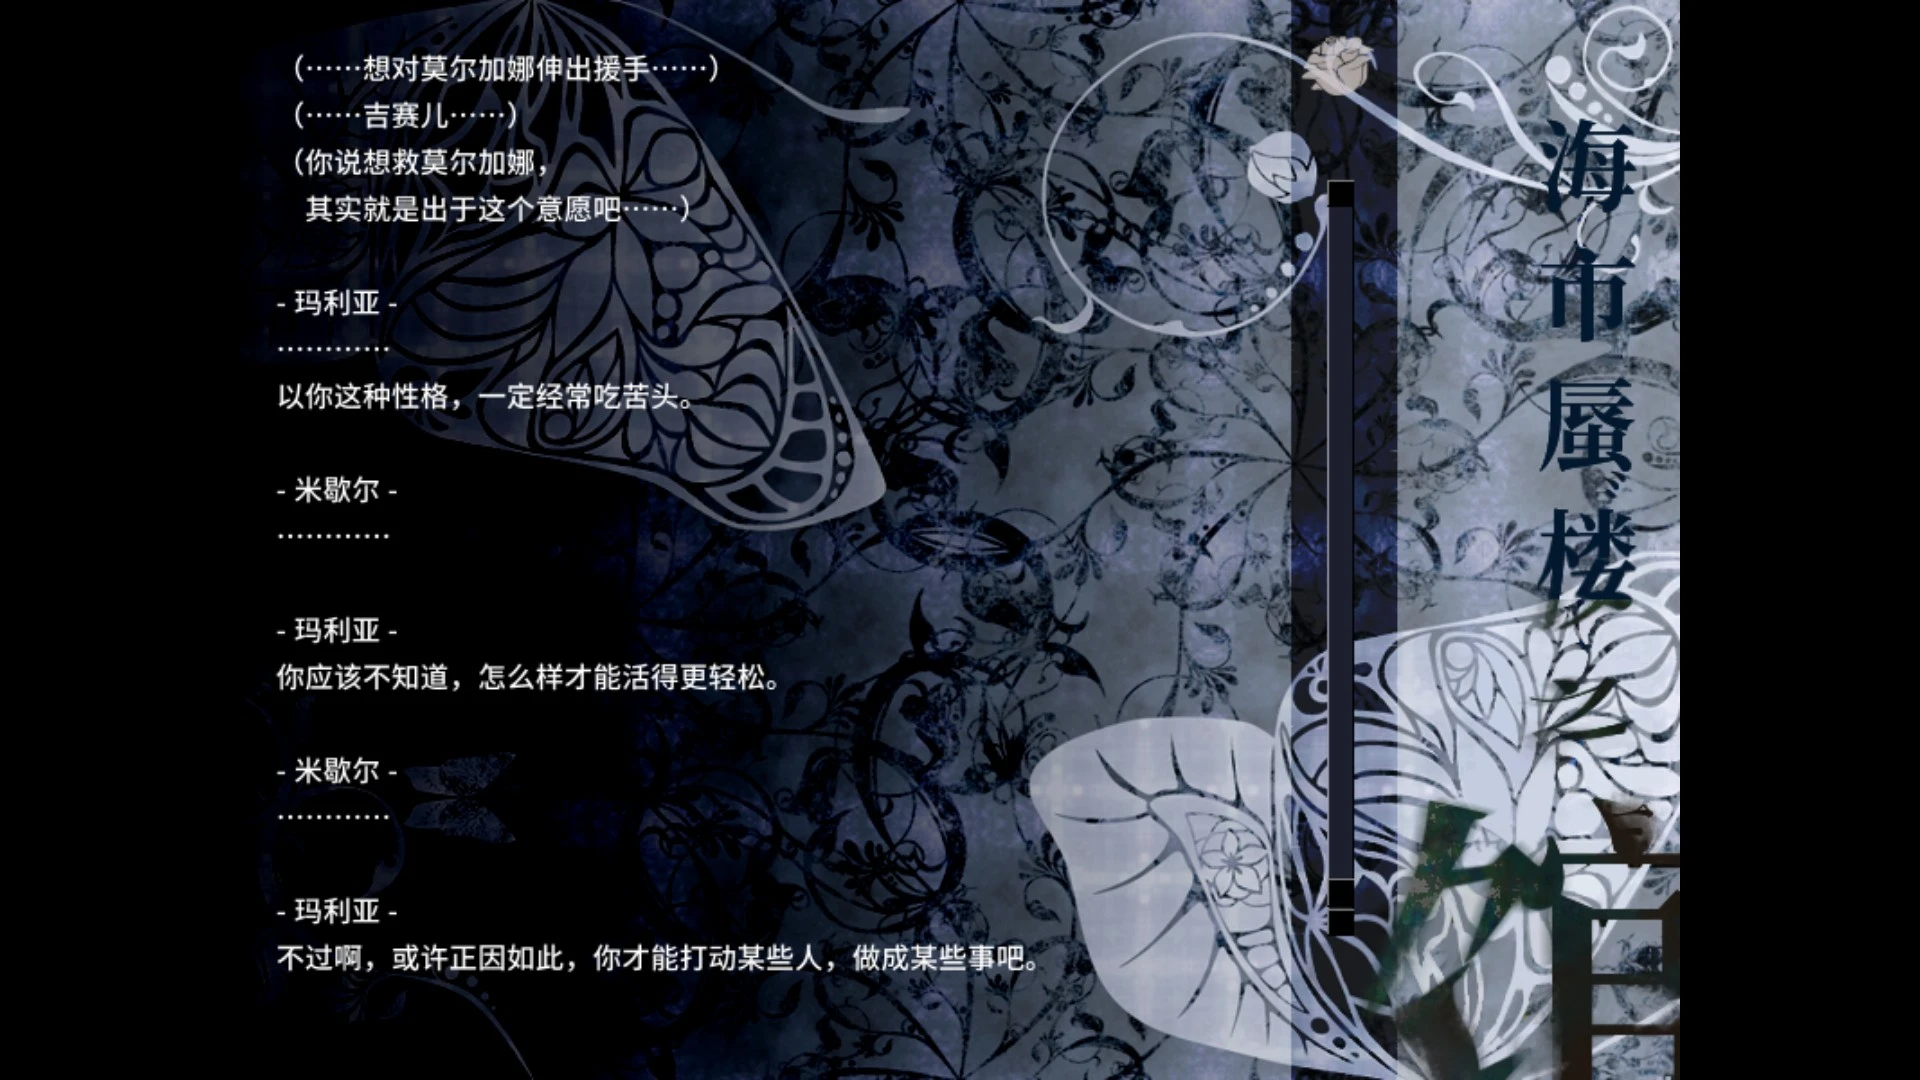 （……想对莫尔加娜伸出援手……）
（……吉赛儿……）
（你说想救莫尔加娜，
其实就是出于这个意愿吧……）
- 玛利亚 -
…………
以你这种性格，一定经常吃苦头。
- 米歇尔 -
…………
- 玛利亚 -
你应该不知道，怎么样才能活得更轻松。
- 米歇尔 -
…………
- 玛利亚 -
不过啊，或许正因如此，你才能打动某些人，做成某些事吧。
海市蜃楼之馆